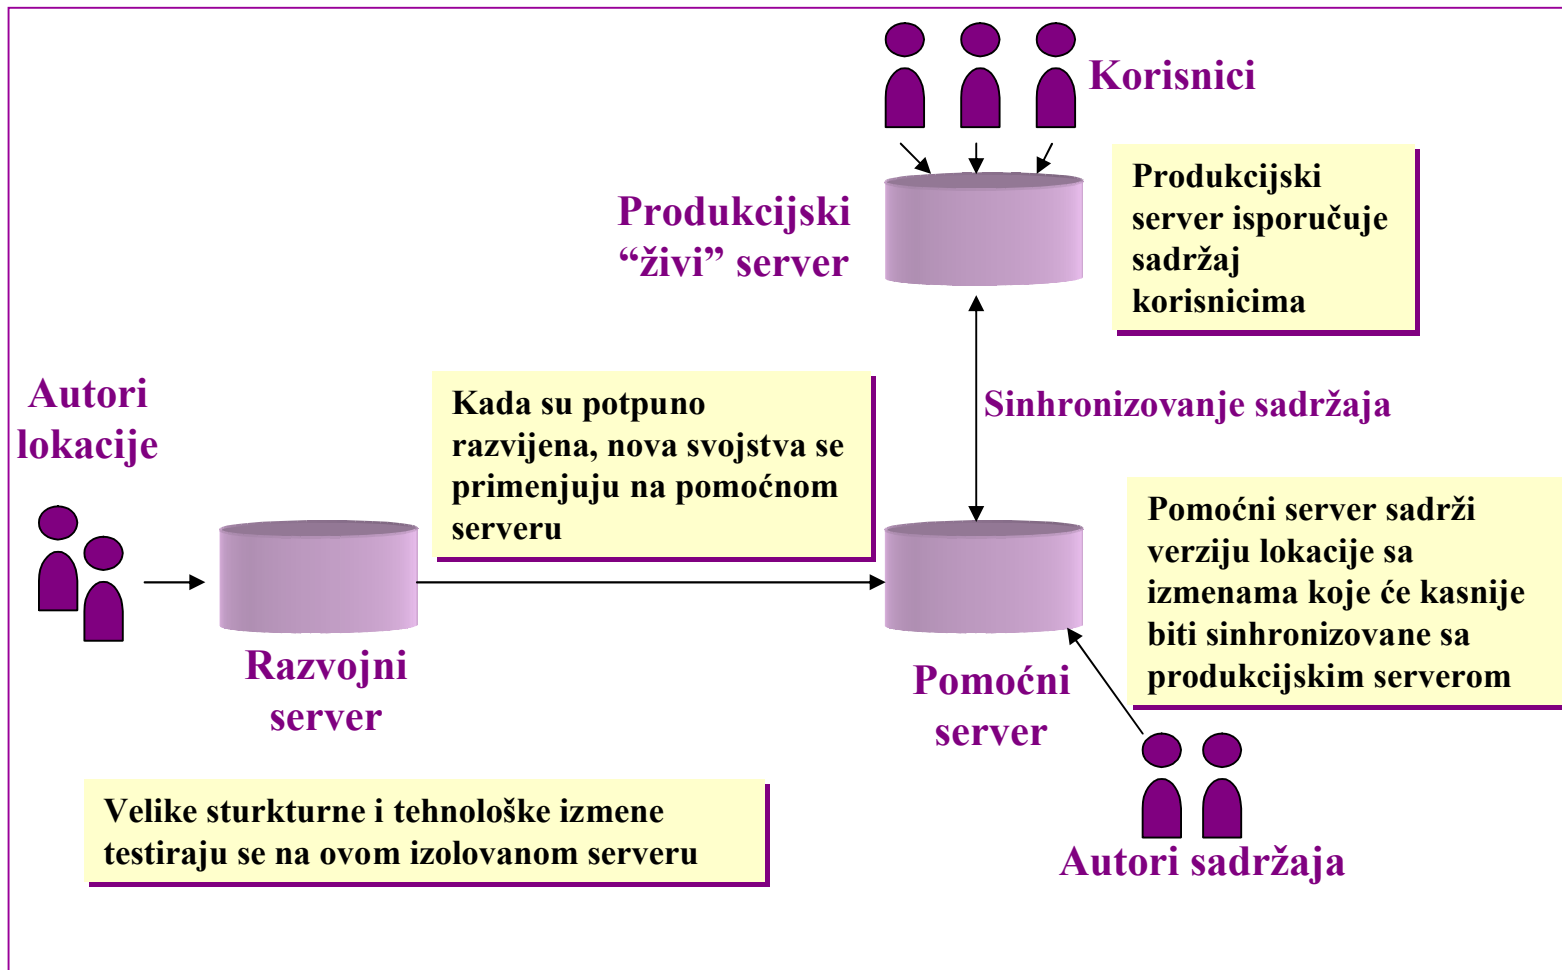 Korisnici
Produkcijski
“živi” server
Produkcijski
server isporučuje
sadržaj
korisnicima
Autori
lokacije
Kada su potpuno
razvijena, nova svojstva se
primenjuju na pomoćnom
serveru
Sinhronizovanje sadržaja
Pomoćni server sadrži
verziju lokacije sa
izmenama koje će kasnije
biti sinhronizovane sa
produkcijskim serverom
Razvojni
server
Pomoćni
server
Velike sturkturne i tehnološke izmene
testiraju se na ovom izolovanom serveru
Autori sadržaja